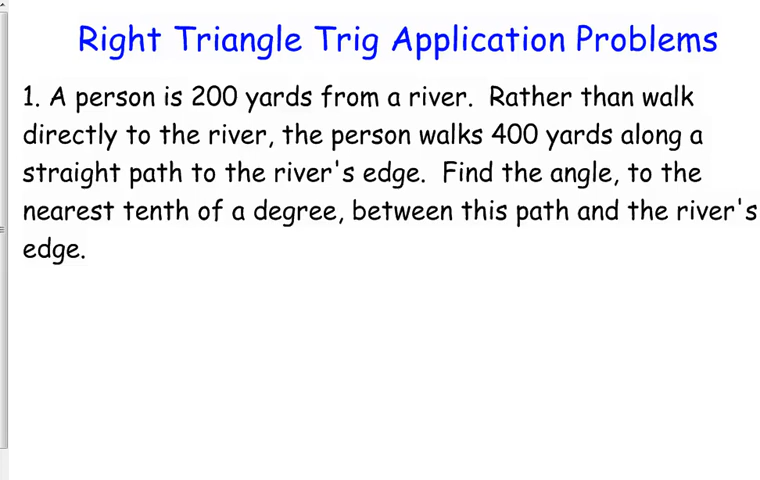 Right Triangle Trig Application Problems
1. A person is 200 yards from a river. Rather than walk
directly to the river, the person walks 400 yards along a
straight path to the river's edge. Find the angle, to the
nearest tenth of a degree, between this path and the river's
edge.